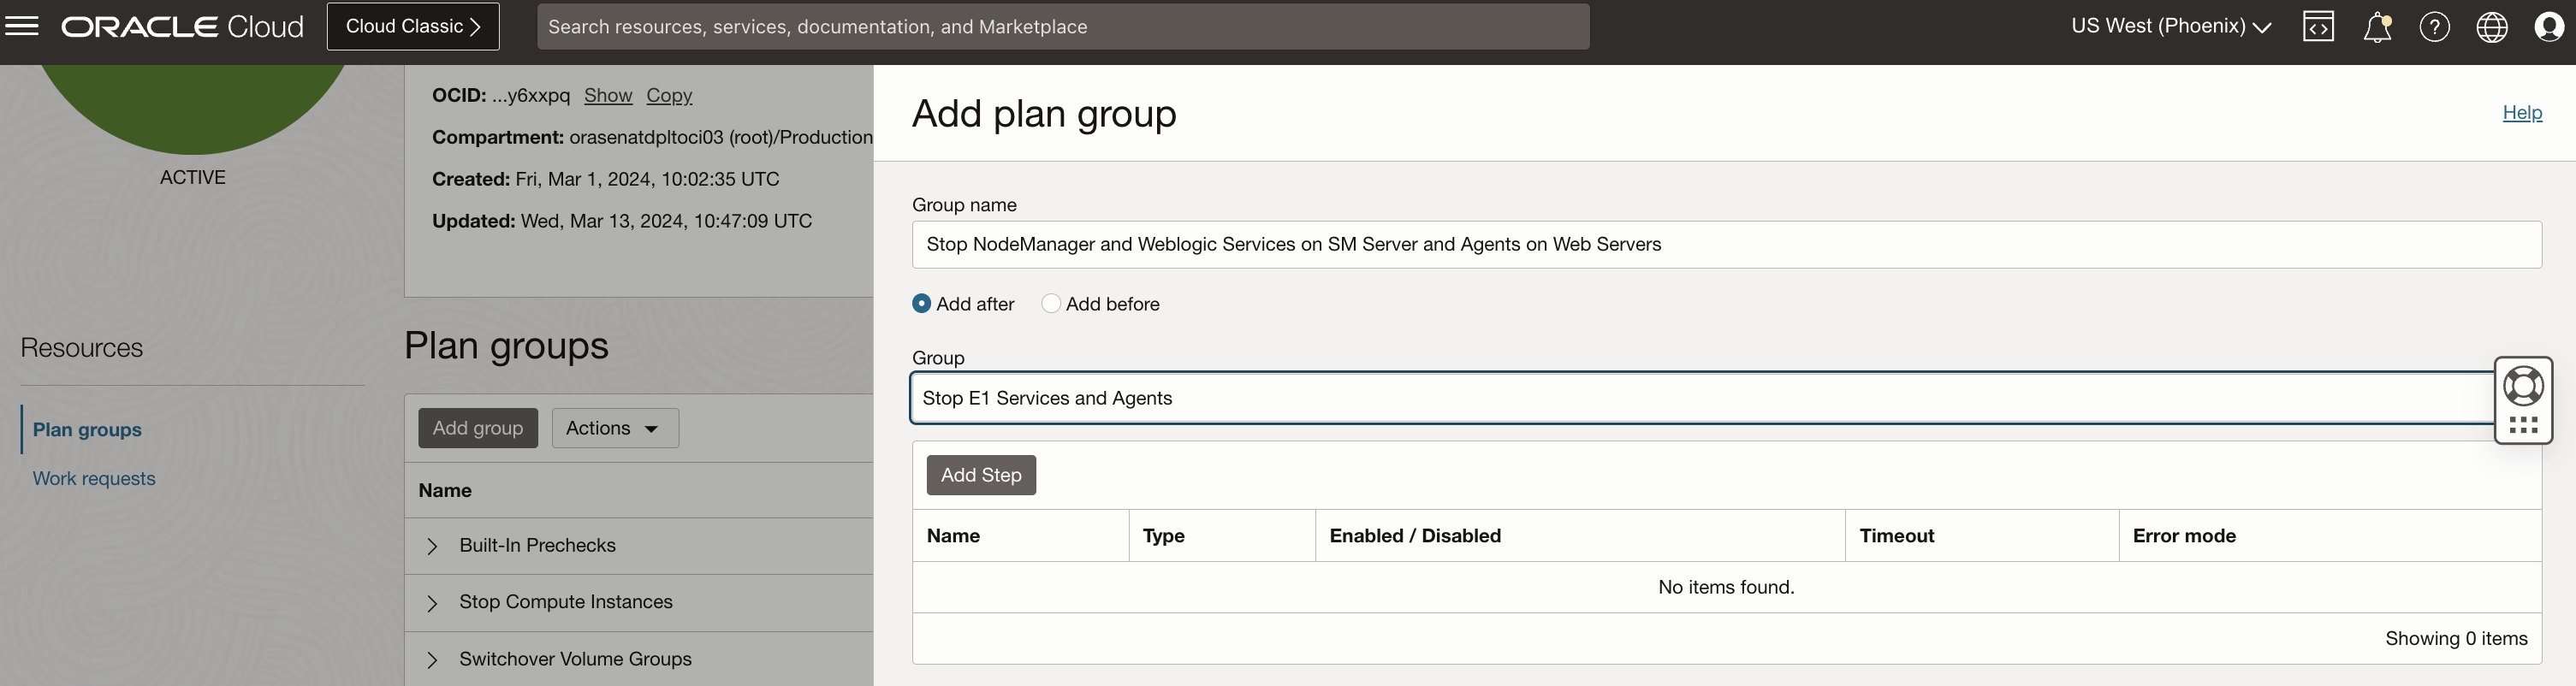 ORACLE Cloud
Cloud Classic
Search resources, services, documentation, and Marketplace
US West (Phoenix)
OCID: ...y6xxpq Show Copy
Compartment: orasenatdpltoci03 (root)/Production
Created: Fri, Mar 1, 2024, 10:02:35 UTC
Updated: Wed, Mar 13, 2024, 10:47:09 UTC
ACTIVE
Resources
Plan groups
Work requests
Plan groups
Add group
Actions
Name
Built-In Prechecks
Stop Compute Instances
Switchover Volume Groups
Add plan group
Help
Group name
Stop NodeManager and Weblogic Services on SM Server and Agents on Web Servers
Add after Add before
Group
Stop E1 Services and Agents
Add Step
Name Type Enabled / Disabled Timeout Error mode
No items found.
Showing 0 items